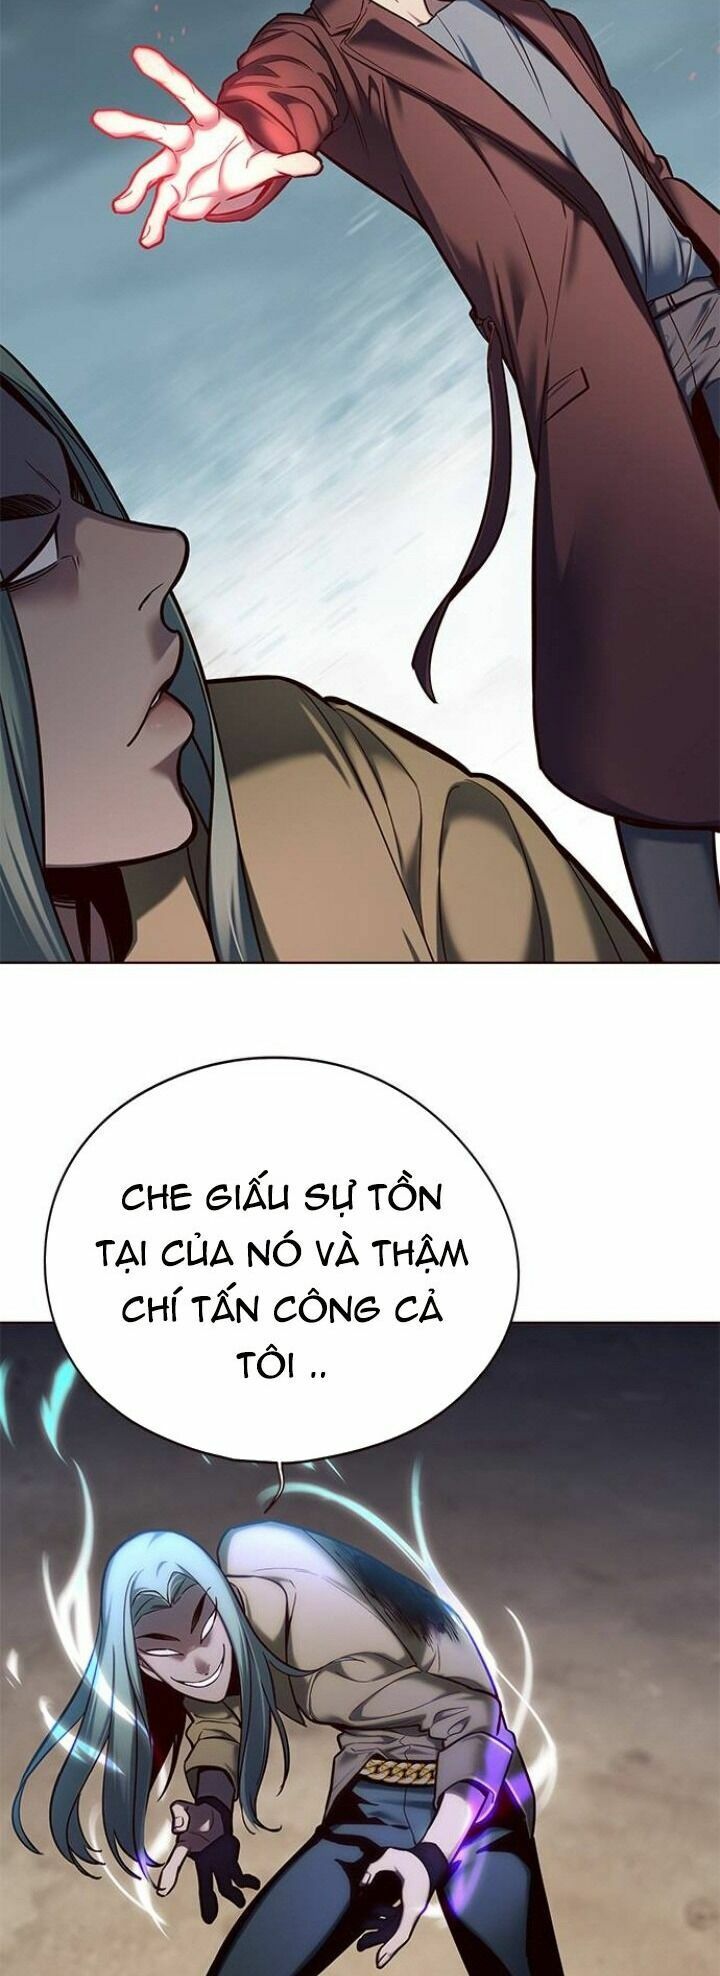 CHE GIẤU SỰ TỒN
TẠI CỦA NÓ VÀ THẬM
CHÍ TẤN CÔNG CẢ
TÔI ..